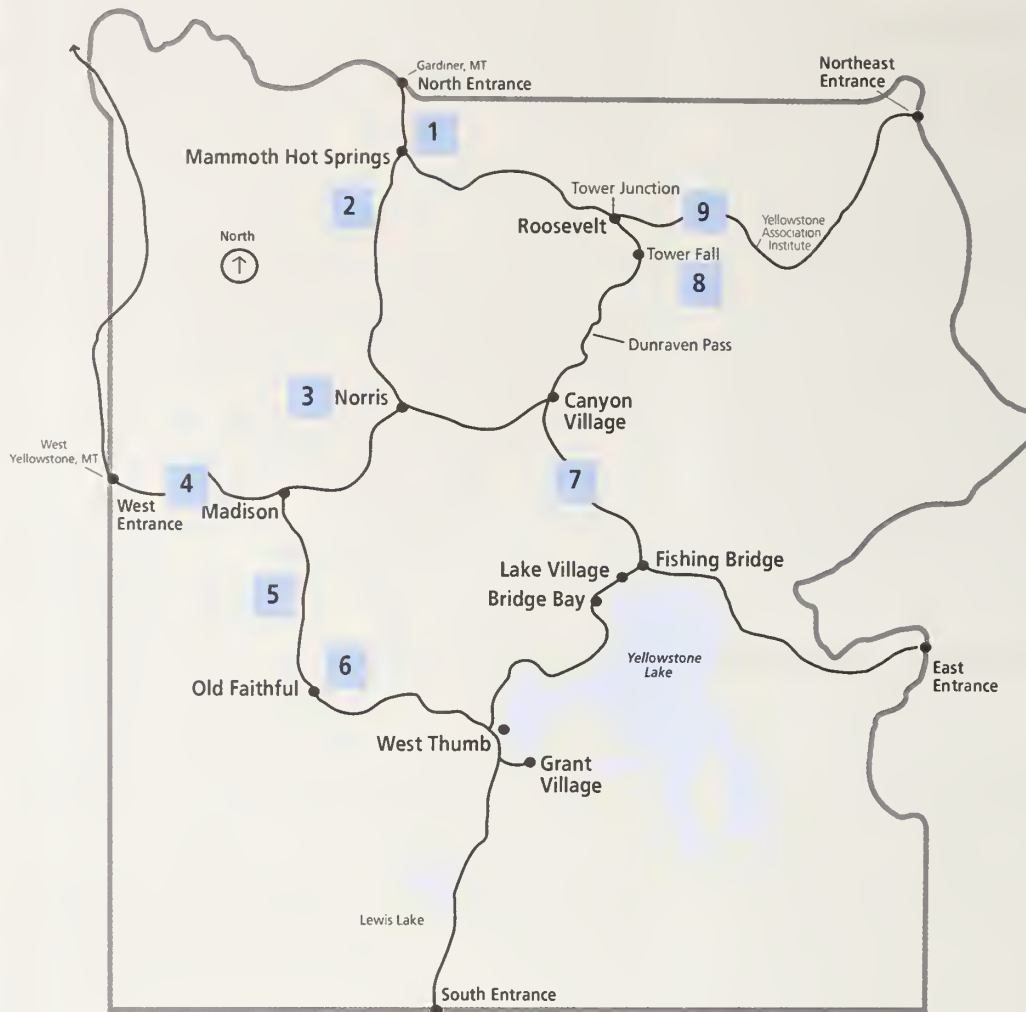 Gardiner, MT
North Entrance
Northeast
Entrance
1
Mammoth Hot Springs
2
Tower Junction
9
Roosevelt
Yellowstone
Association
Institute
North
Tower Fall
8
Dunraven Pass
3
Norris
Canyon
Village
West
Yellowstone, MT
4
West
Entrance
Madison
7
Fishing Bridge
Lake Village
Bridge Bay
5
Yellowstone
Lake
6
Old Faithful
East
Entrance
West Thumb
Grant
Village
Lewis Lake
South Entrance